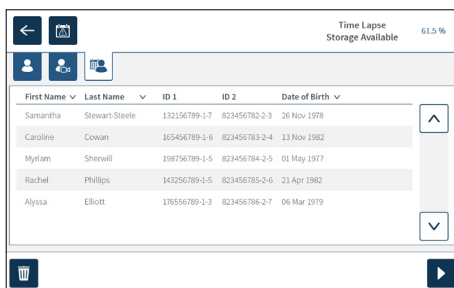 Time Lapse
Storage Available
61.5 %
First Name Last Name ID 1 ID 2 Date of Birth
Samantha Stewart-Steele 132156789-1-7 823456782-2-3 26 Nov 1978
Caroline Cowan 165456789-1-6 823456783-2-4 13 Nov 1982
Myriam Sherwill 198756789-1-5 823456784-2-5 01 May 1977
Rachel Phillips 143256789-1-5 823456785-2-6 21 Apr 1982
Alyssa Elliott 176556789-1-3 823456786-2-7 06 Mar 1979